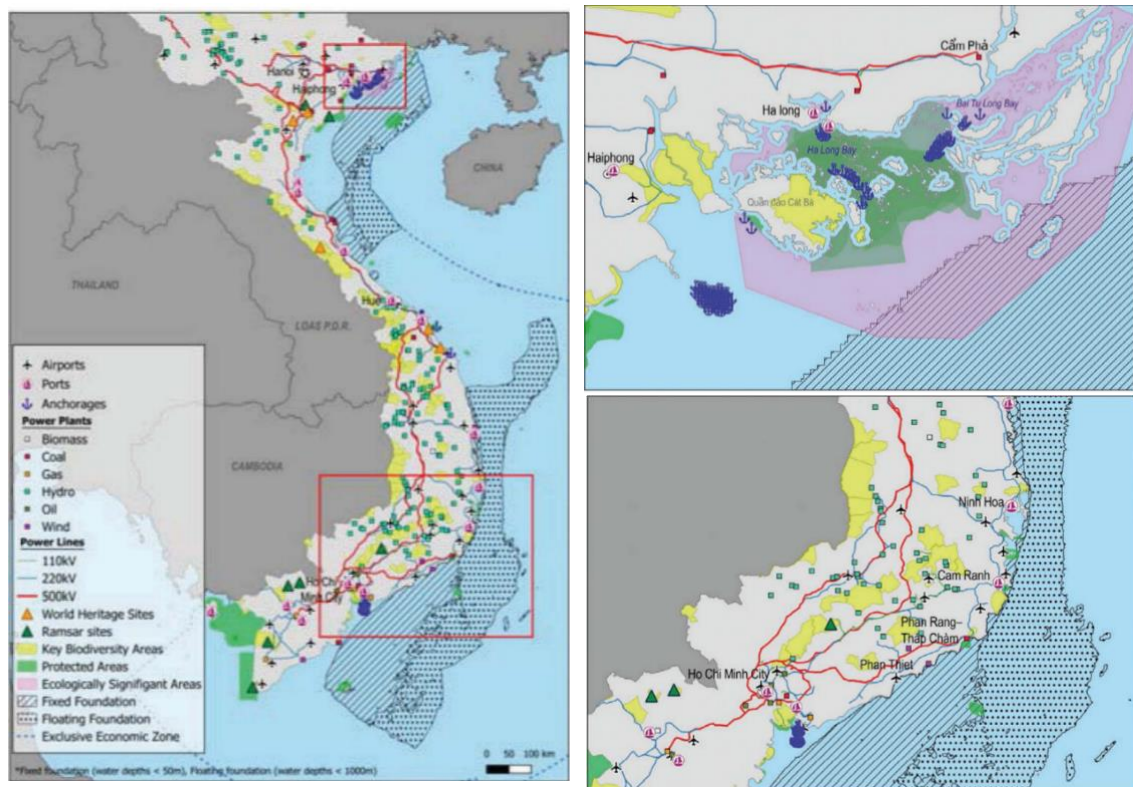 Hanoi
Haiphong
CHINA
THAILAND
LOAS P.D.R.
Hue
CAMBODIA
Ho Chi
Minh City
Airports
Ports
Anchorages
Power Plants
Biomass
Coal
Gas
Hydro
Oil
Wind
Power Lines
110kV
220kV
500kV
World Heritage Sites
Ramsar sites
Key Biodiversity Areas
Protected Areas
Ecologically Signifigant Areas
Fixed Foundation
Floating Foundation
Exclusive Economic Zone
0 50 100 km
*Fixed foundation (water depths < 50m), Floating foundation (water depths < 1000m)
Cẩm Phả
Ha long
Bai Tu Long Bay
Ha Long Bay
Haiphong
Quần đảo Cát Bà
Ninh Hoa
Cam Ranh
Phan Rang–
Tháp Chàm
Phan Thiet
Ho Chi Minh City